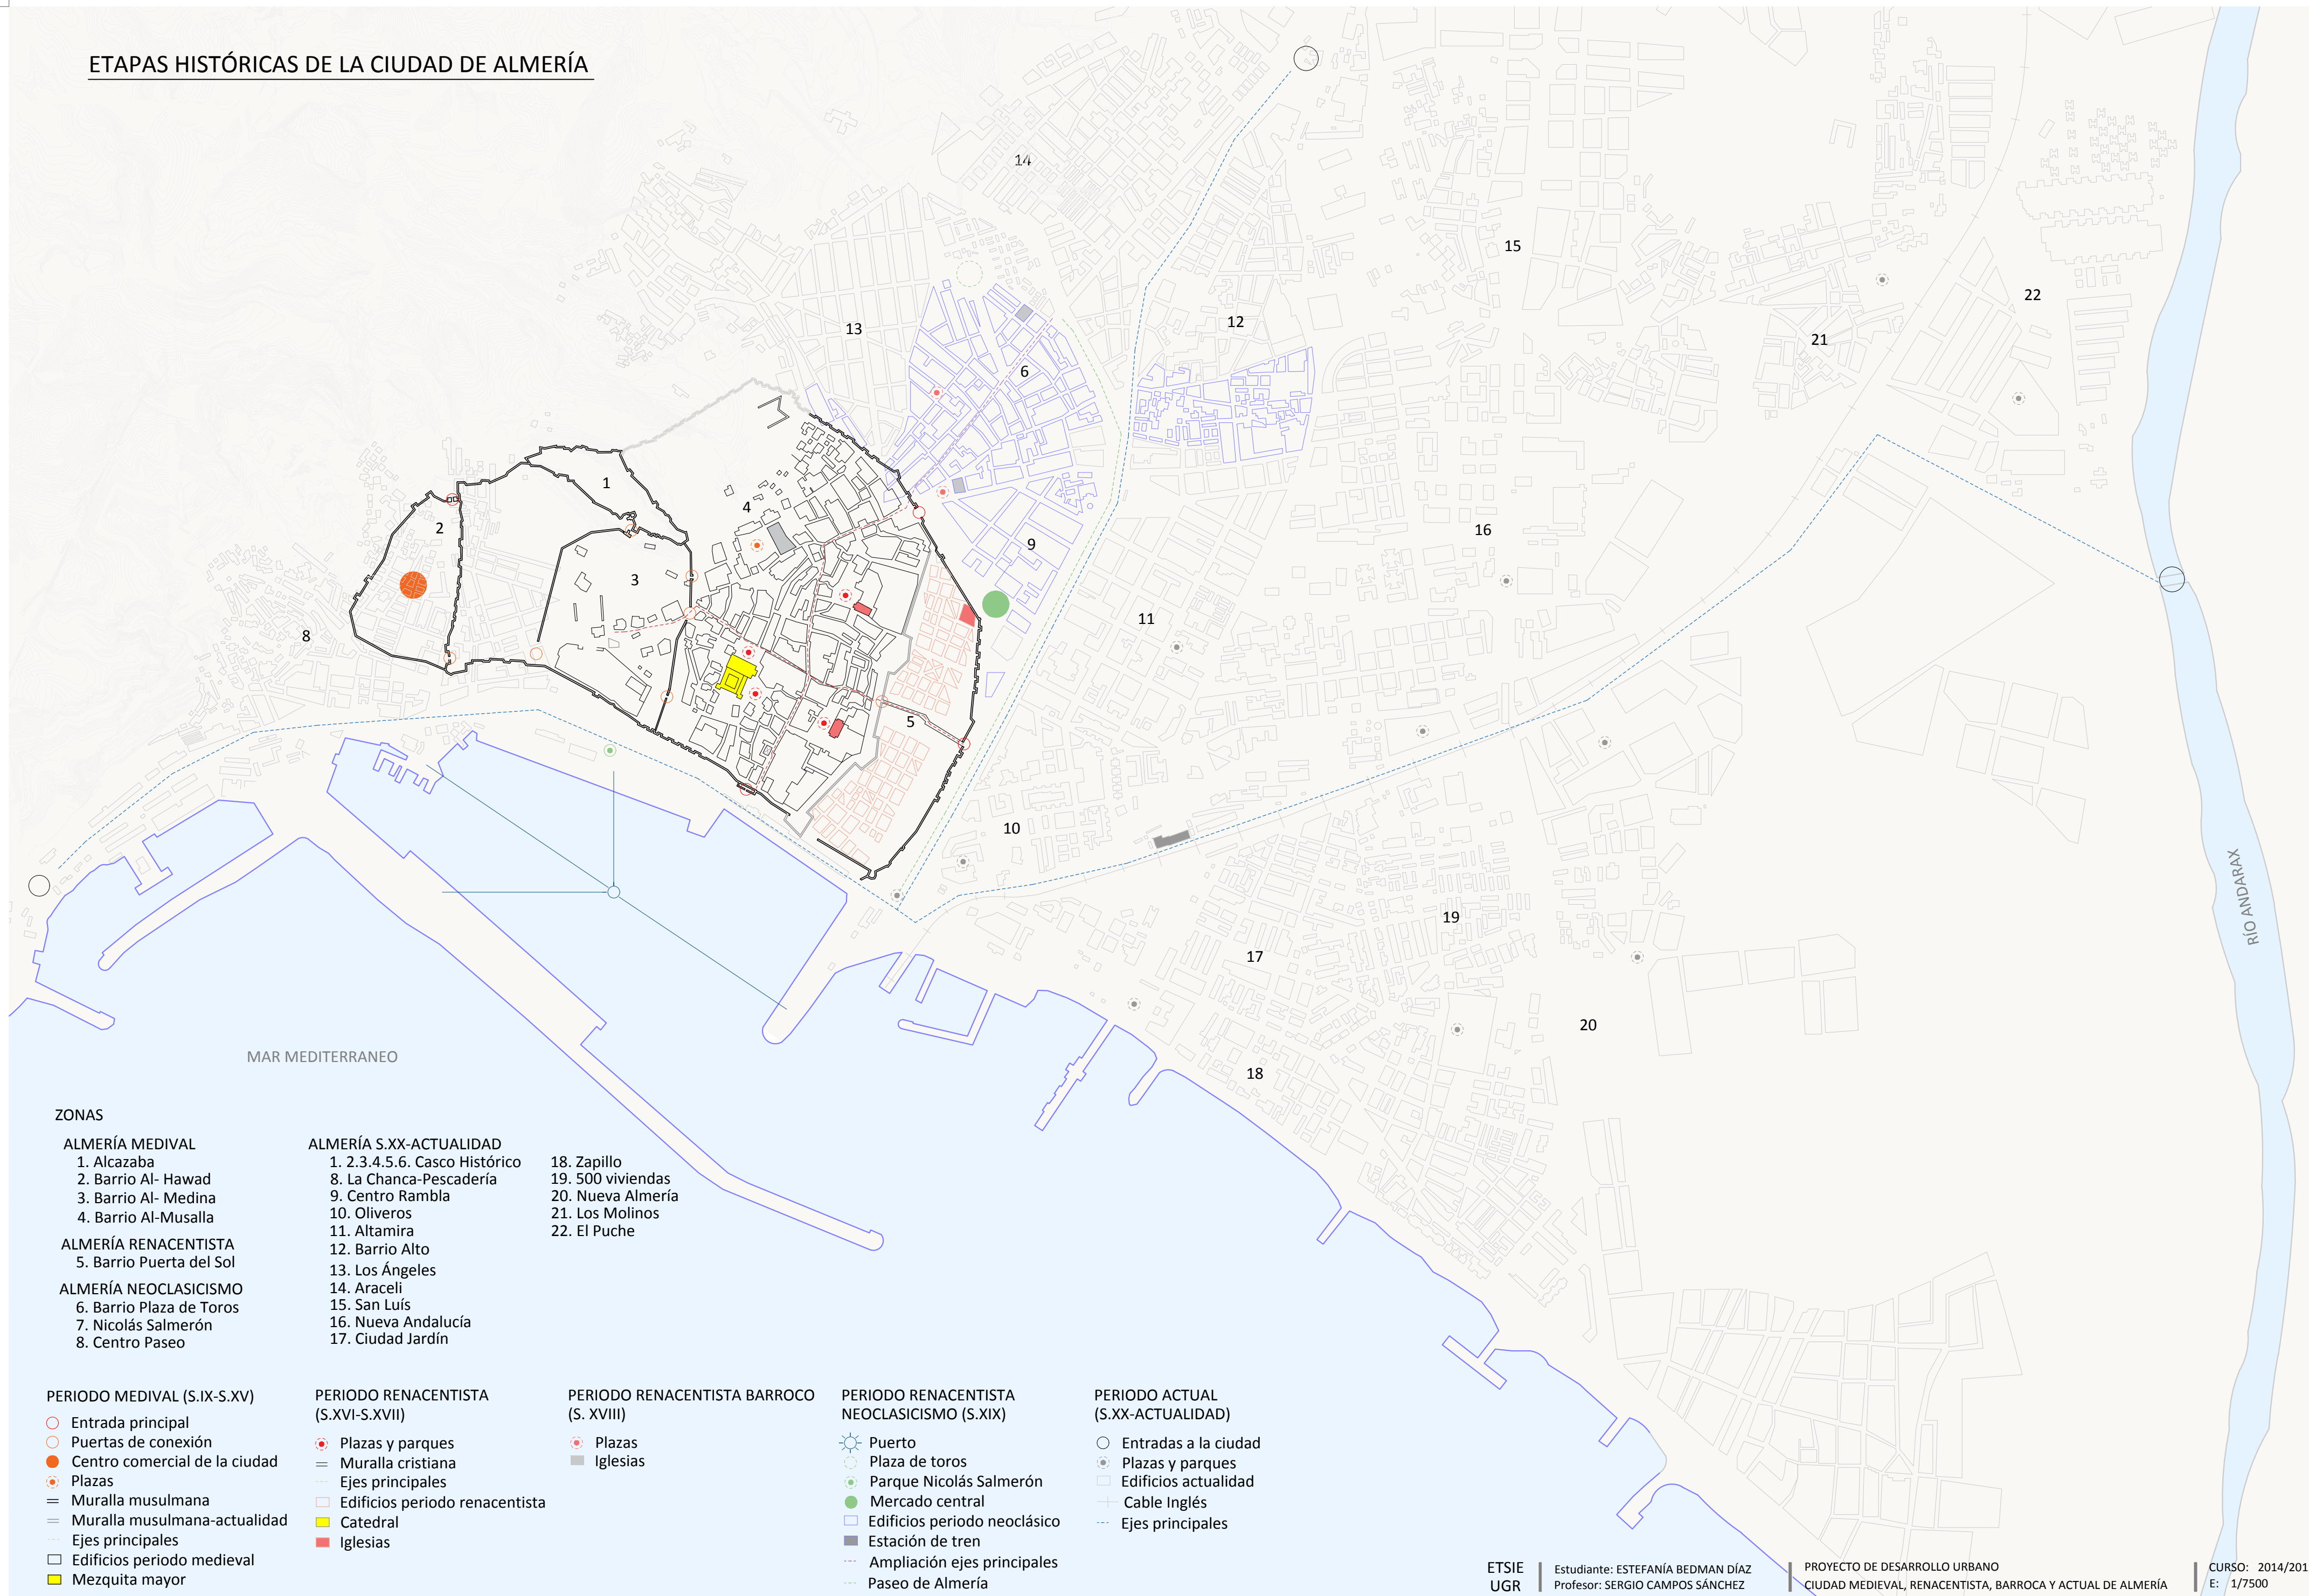 ETAPAS HISTÓRICAS DE LA CIUDAD DE ALMERÍA
14
15
22
13
12
21
6
1
4
2
16
9
3
11
8
5
10
19
17
20
18
RÍO ANDARAX
MAR MEDITERRANEO
ZONAS
ALMERÍA MEDIVAL
1. Alcazaba
2. Barrio Al- Hawad
3. Barrio Al- Medina
4. Barrio Al-Musalla
ALMERÍA RENACENTISTA
5. Barrio Puerta del Sol
ALMERÍA NEOCLASICISMO
6. Barrio Plaza de Toros
7. Nicolás Salmerón
8. Centro Paseo
ALMERÍA S.XX-ACTUALIDAD
1. 2.3.4.5.6. Casco Histórico
8. La Chanca-Pescadería
9. Centro Rambla
10. Oliveros
11. Altamira
12. Barrio Alto
13. Los Ángeles
14. Araceli
15. San Luís
16. Nueva Andalucía
17. Ciudad Jardín
18. Zapillo
19. 500 viviendas
20. Nueva Almería
21. Los Molinos
22. El Puche
PERIODO MEDIVAL (S.IX-S.XV)
Entrada principal
Puertas de conexión
Centro comercial de la ciudad
Plazas
Muralla musulmana
Muralla musulmana-actualidad
Ejes principales
Edificios periodo medieval
Mezquita mayor
PERIODO RENACENTISTA
(S.XVI-S.XVII)
Plazas y parques
Muralla cristiana
Ejes principales
Edificios periodo renacentista
Catedral
Iglesias
PERIODO RENACENTISTA BARROCO
(S. XVIII)
Plazas
Iglesias
PERIODO RENACENTISTA
NEOCLASICISMO (S.XIX)
Puerto
Plaza de toros
Parque Nicolás Salmerón
Mercado central
Edificios periodo neoclásico
Estación de tren
Ampliación ejes principales
Paseo de Almería
PERIODO ACTUAL
(S.XX-ACTUALIDAD)
Entradas a la ciudad
Plazas y parques
Edificios actualidad
Cable Inglés
Ejes principales
ETSIE
UGR
Estudiante: ESTEFANÍA BEDMAN DÍAZ
Profesor: SERGIO CAMPOS SÁNCHEZ
PROYECTO DE DESARROLLO URBANO
CIUDAD MEDIEVAL, RENACENTISTA, BARROCA Y ACTUAL DE ALMERÍA
CURSO: 2014/201
E: 1/7500